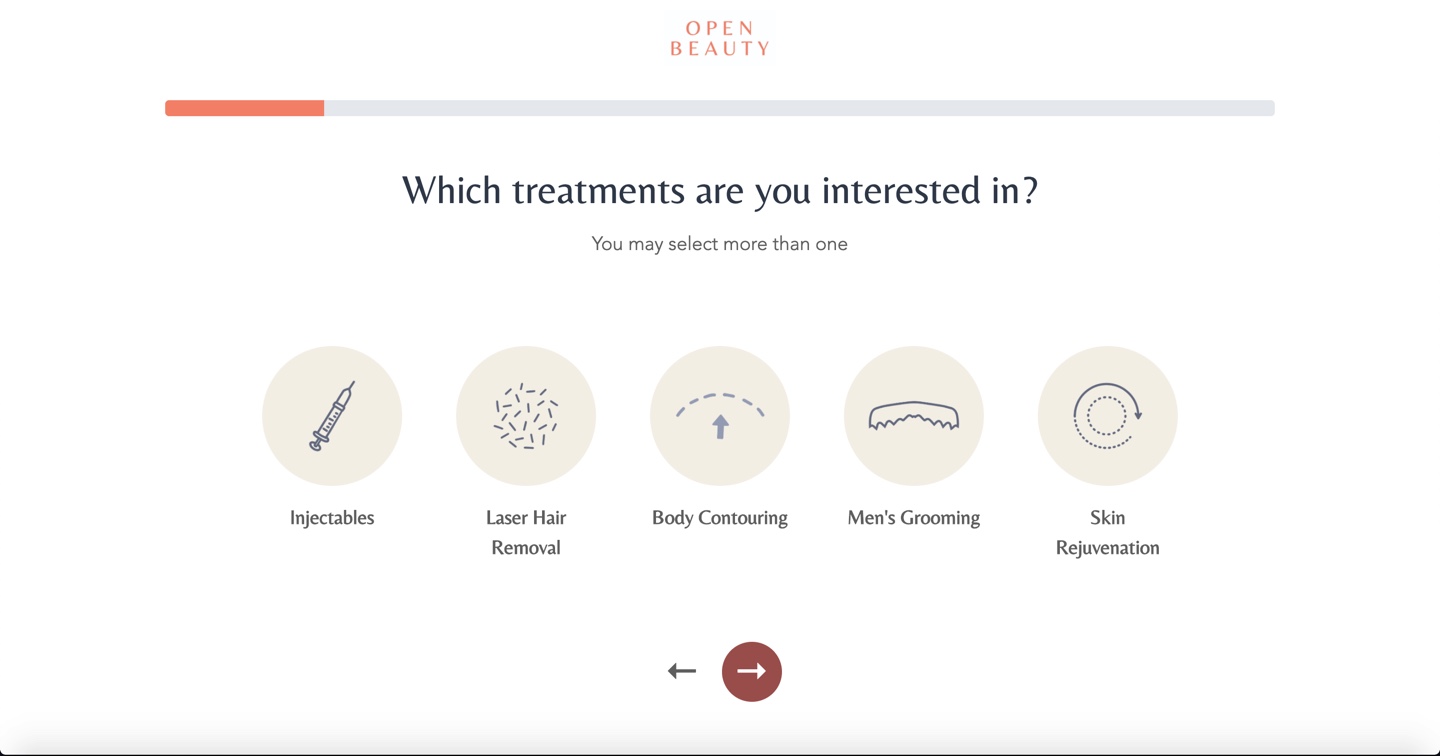 OPEN
BEAUTY
Which treatments are you interested in?
You may select more than one
Injectables
Laser Hair
Removal
Body Contouring
Men's Grooming
Skin
Rejuvenation